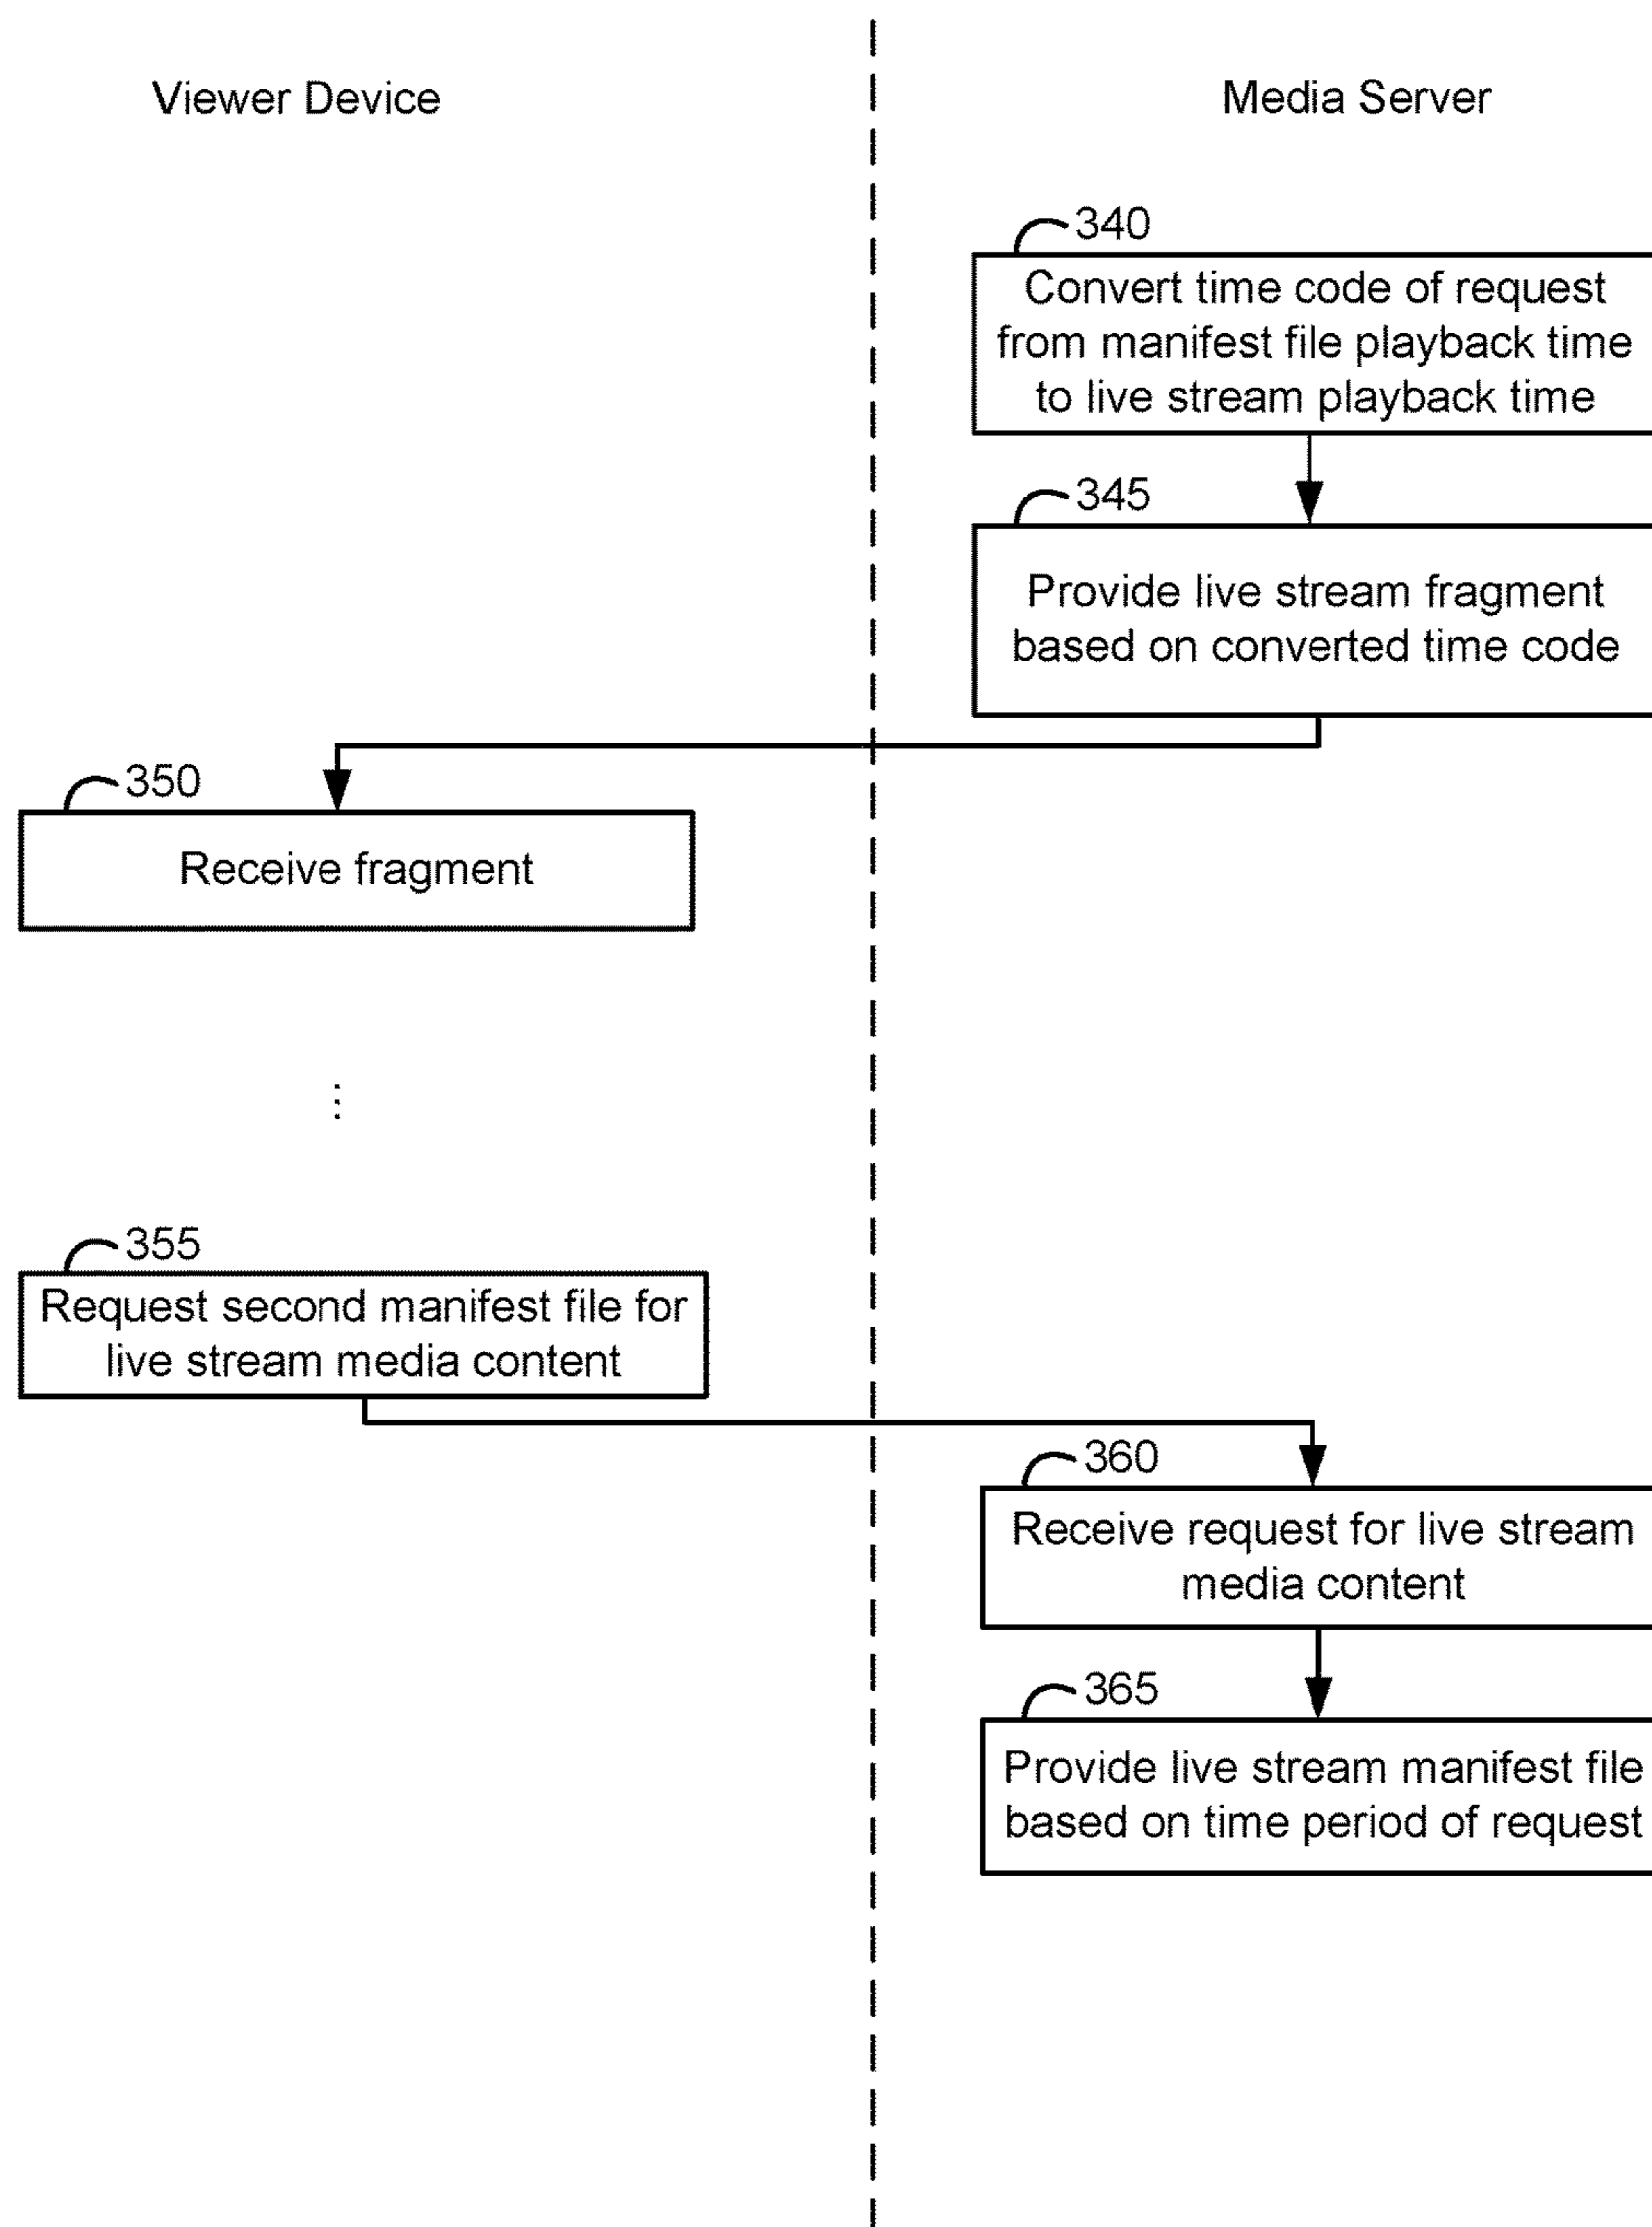 Viewer Device
Media Server
340
Convert time code of request
from manifest file playback time
to live stream playback time
345
Provide live stream fragment
based on converted time code
350
Receive fragment
⋮
355
Request second manifest file for
live stream media content
360
Receive request for live stream
media content
365
Provide live stream manifest file
based on time period of request